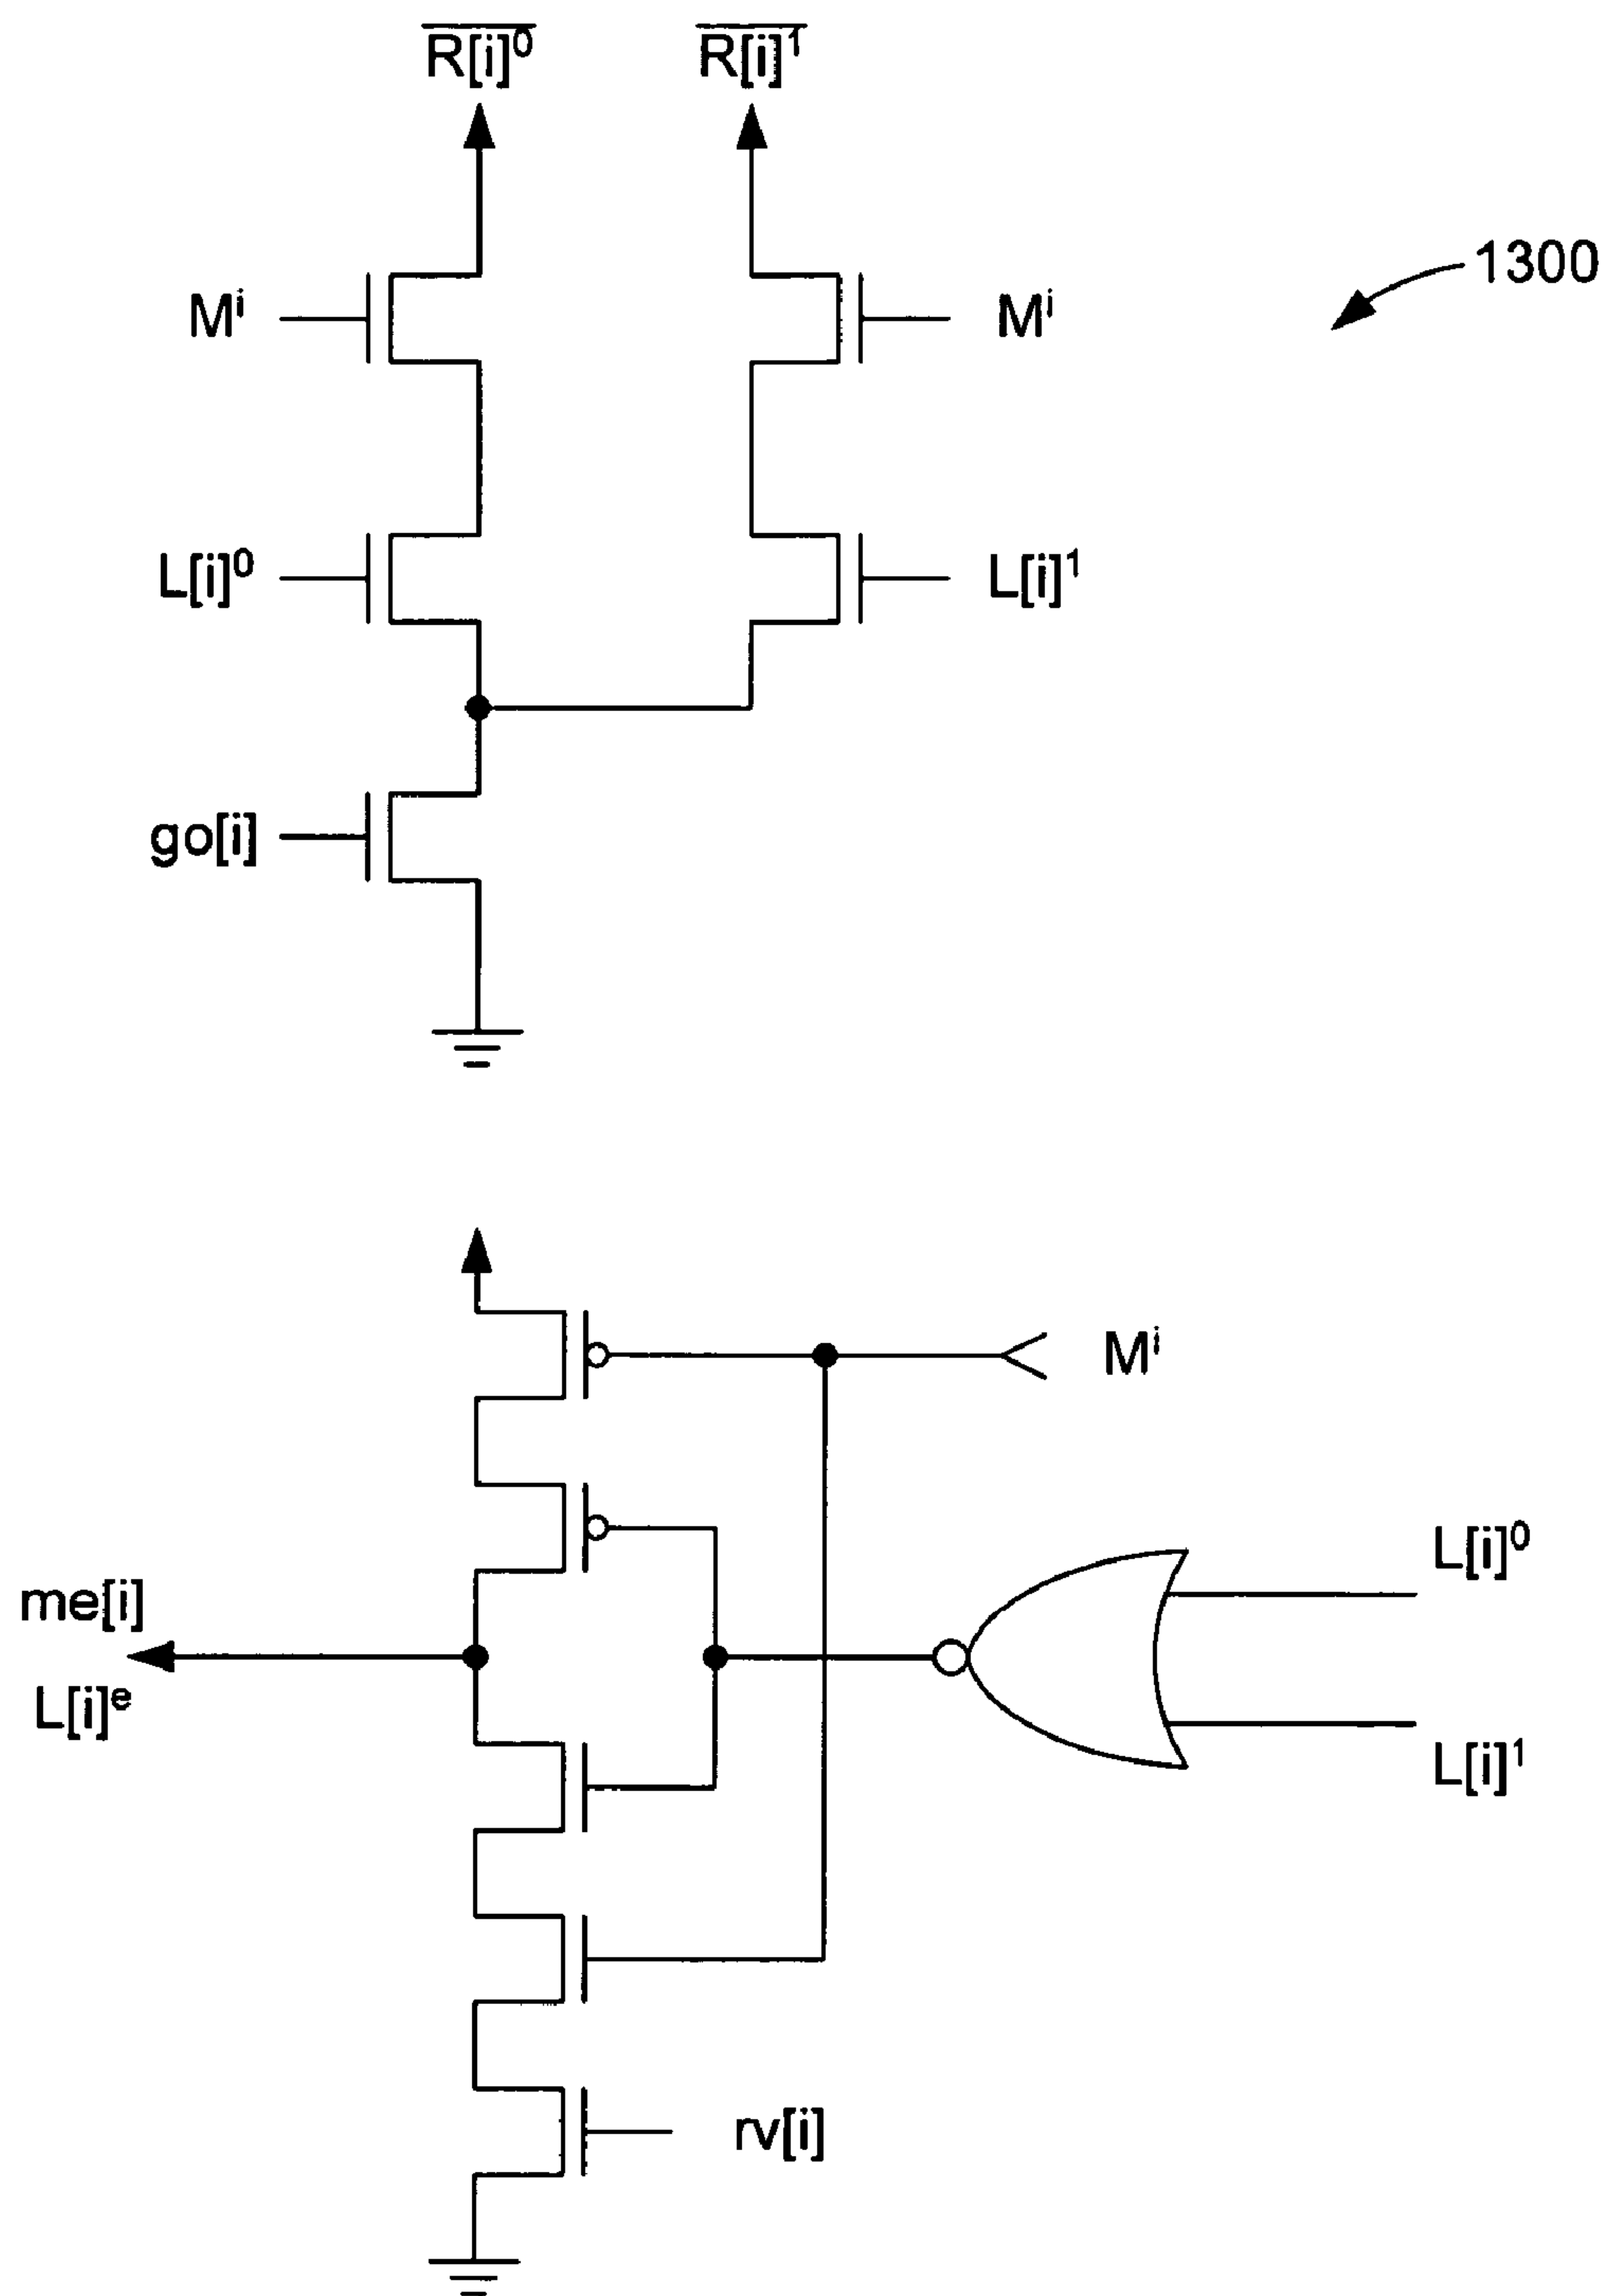 R[i]⁰ R[i]¹
1300
Mⁱ Mⁱ
L[i]⁰ L[i]¹
go[i]
Mⁱ
L[i]⁰
me[i]
L[i]ᵉ
L[i]¹
rv[i]